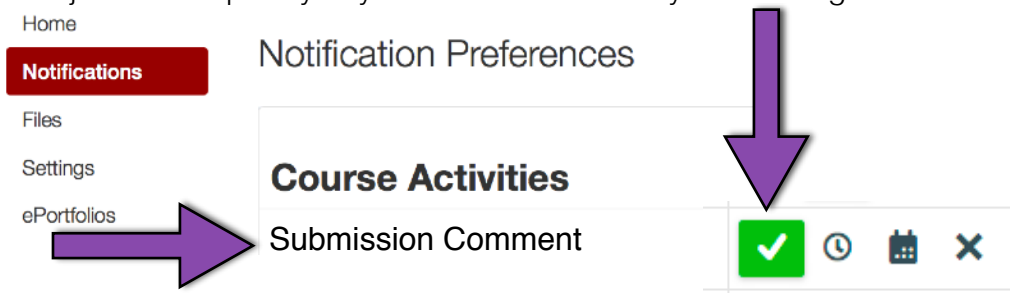 Home
Notifications
Files
Settings
ePortfolios
Notification Preferences
Course Activities
Submission Comment